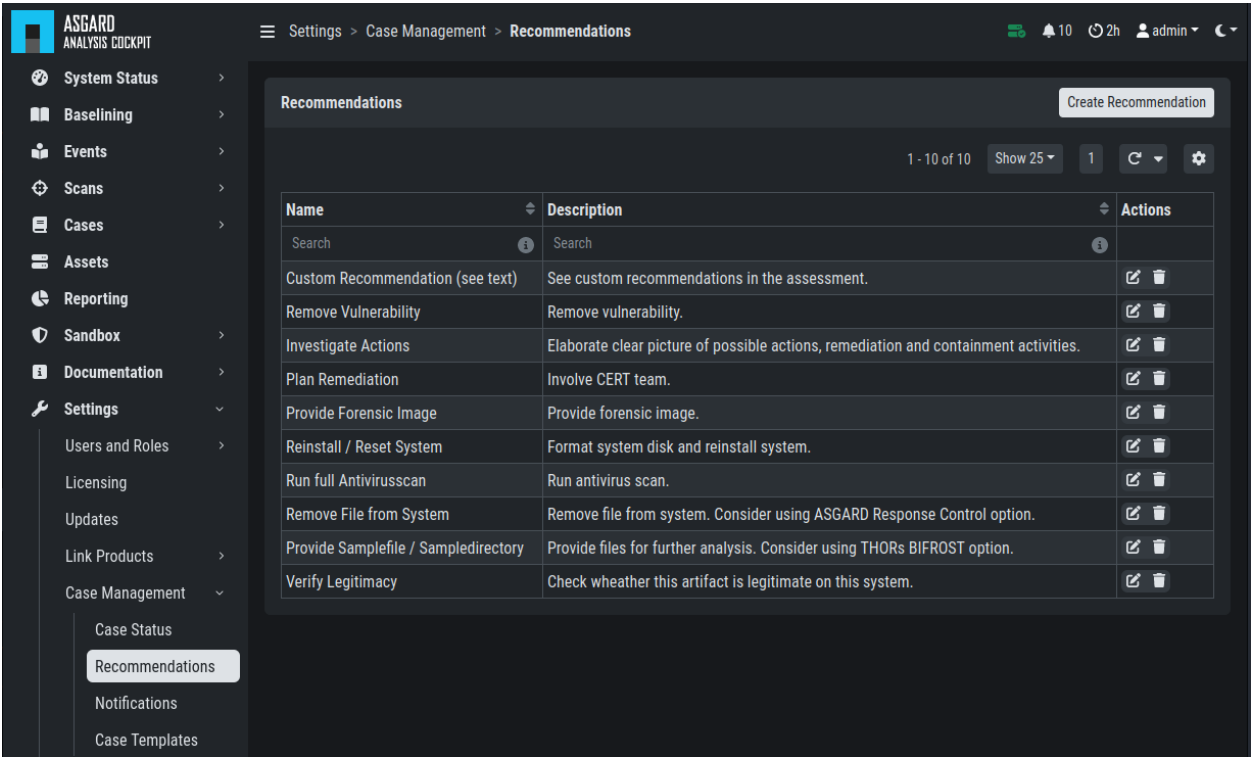 ASGARD
ANALYSIS COCKPIT
Settings > Case Management > Recommendations
10 2h admin
System Status
Baselining
Events
Scans
Cases
Assets
Reporting
Sandbox
Documentation
Settings
Users and Roles
Licensing
Updates
Link Products
Case Management
Case Status
Recommendations
Notifications
Case Templates
Recommendations Create Recommendation
1 - 10 of 10 Show 25 1
Name Description Actions
Search Search
Custom Recommendation (see text) See custom recommendations in the assessment.
Remove Vulnerability Remove vulnerability.
Investigate Actions Elaborate clear picture of possible actions, remediation and containment activities.
Plan Remediation Involve CERT team.
Provide Forensic Image Provide forensic image.
Reinstall / Reset System Format system disk and reinstall system.
Run full Antivirusscan Run antivirus scan.
Remove File from System Remove file from system. Consider using ASGARD Response Control option.
Provide Samplefile / Sampledirectory Provide files for further analysis. Consider using THORs BIFROST option.
Verify Legitimacy Check wheather this artifact is legitimate on this system.